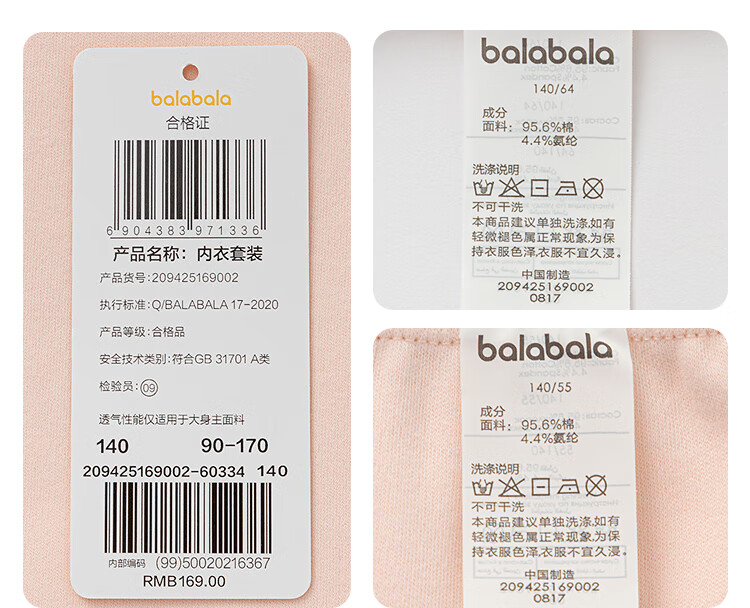 balabala
合格证
6 904383 971336
产品名称：内衣套装
产品货号：209425169002
执行标准：Q/BALABALA 17-2020
产品等级：合格品
安全技术类别：符合GB 31701 A类
检验员：09
透气性能仅适用于大身主面料
140 90-170
209425169002-60334 140
内部编码 (99)50020216367
RMB169.00
balabala
140/64
成分
面料：95.6%棉
4.4%氨纶
洗涤说明
不可干洗
本商品建议单独洗涤,如有
轻微褪色属正常现象,为保
持衣服色泽,衣服不宜久浸。
中国制造
209425169002
0817
balabala
140/55
成分
面料：95.6%棉
4.4%氨纶
洗涤说明
不可干洗
本商品建议单独洗涤,如有
轻微褪色属正常现象,为保
持衣服色泽,衣服不宜久浸。
中国制造
209425169002
0817